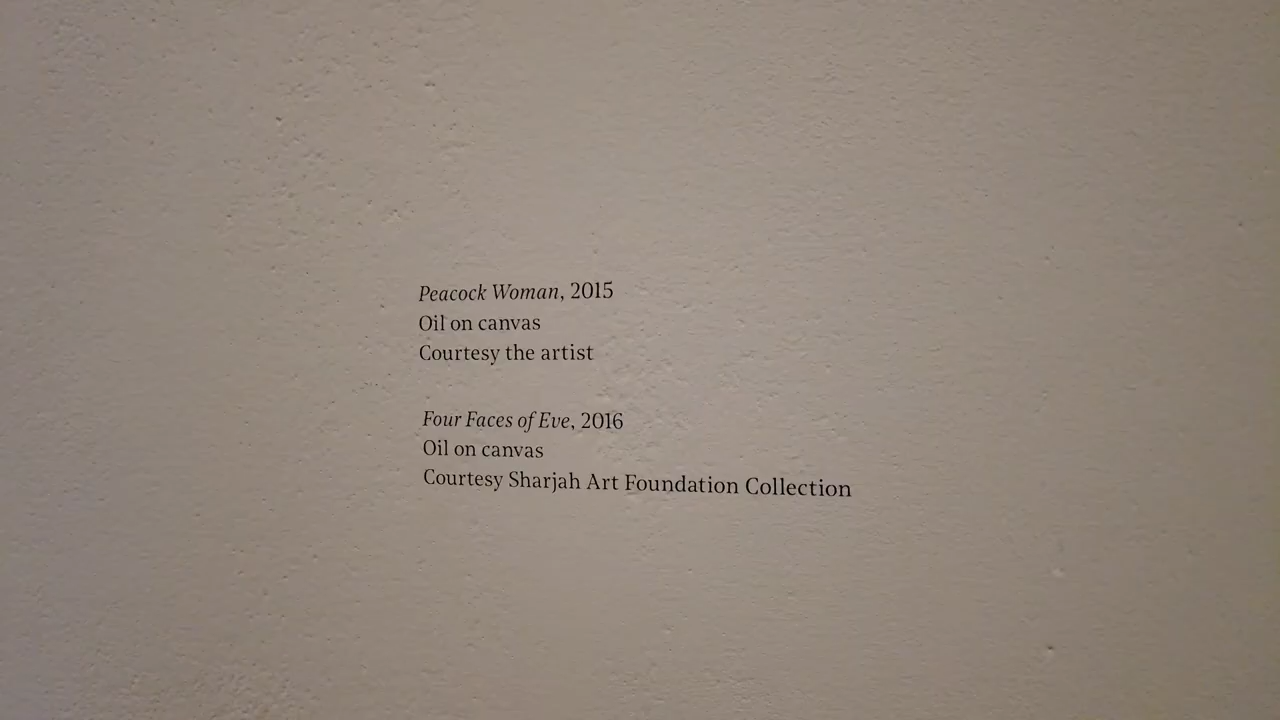 Peacock Woman, 2015
Oil on canvas
Courtesy the artist
Four Faces of Eve, 2016
Oil on canvas
Courtesy Sharjah Art Foundation Collection